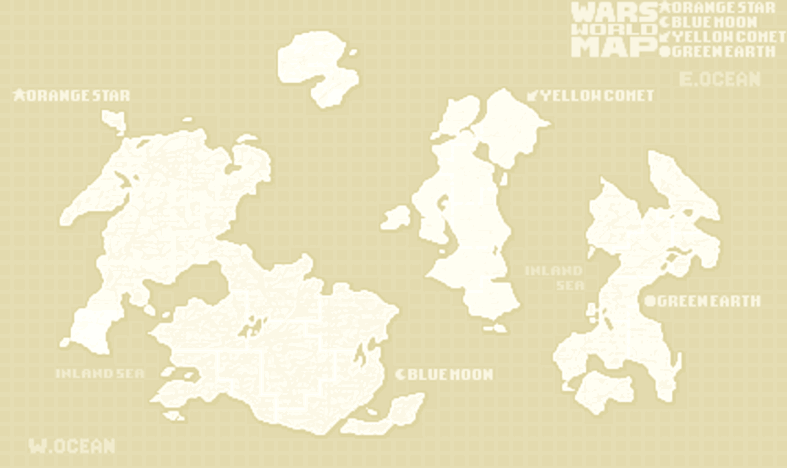 WARS
WORLD
MAP
ORANGE STAR
BLUE MOON
YELLOW COMET
GREEN EARTH
E.OCEAN
ORANGE STAR
YELLOW COMET
INLAND
SEA
GREEN EARTH
INLAND SEA
BLUE MOON
W.OCEAN